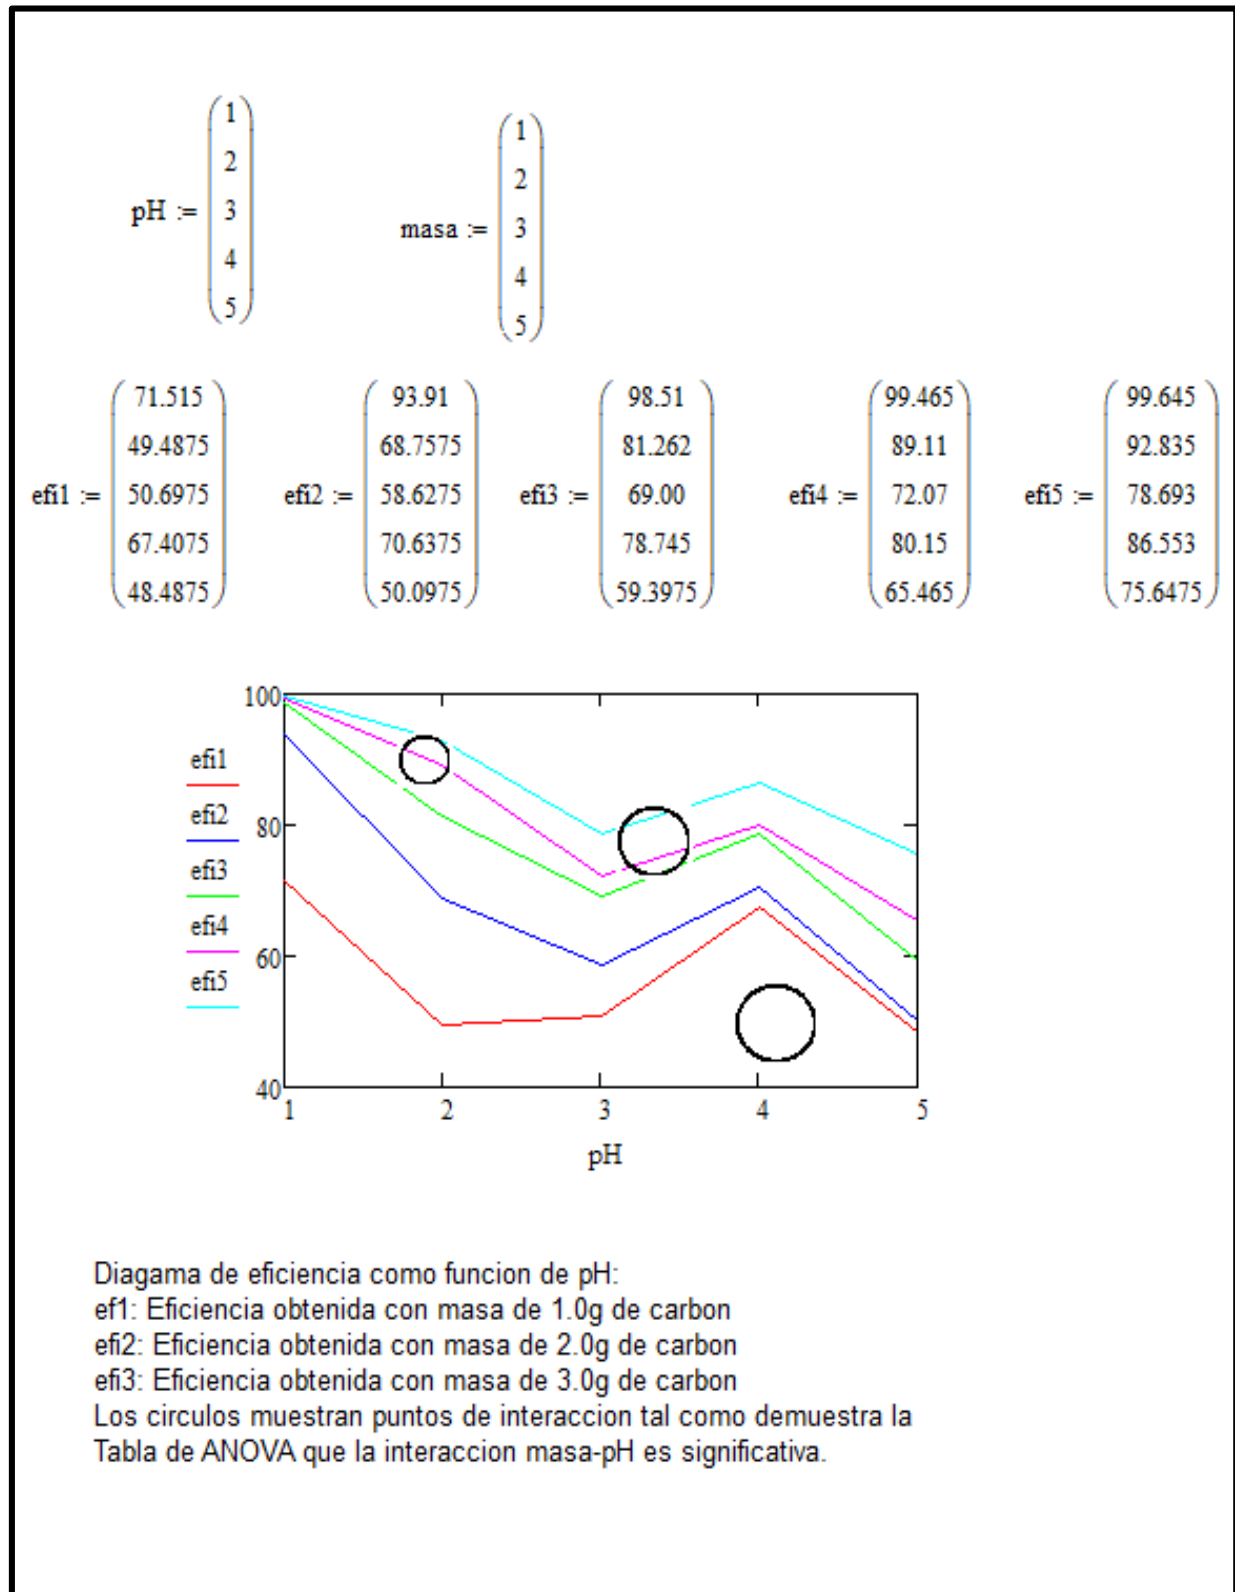 pH := 1 2 3 4 5
masa := 1 2 3 4 5
efi1 := 71.515 49.4875 50.6975 67.4075 48.4875
efi2 := 93.91 68.7575 58.6275 70.6375 50.0975
efi3 := 98.51 81.262 69.00 78.745 59.3975
efi4 := 99.465 89.11 72.07 80.15 65.465
efi5 := 99.645 92.835 78.693 86.553 75.6475
100
80
60
40
efi1
efi2
efi3
efi4
efi5
1 2 3 4 5
pH
Diagama de eficiencia como funcion de pH:
ef1: Eficiencia obtenida con masa de 1.0g de carbon
efi2: Eficiencia obtenida con masa de 2.0g de carbon
efi3: Eficiencia obtenida con masa de 3.0g de carbon
Los circulos muestran puntos de interaccion tal como demuestra la
Tabla de ANOVA que la interaccion masa-pH es significativa.